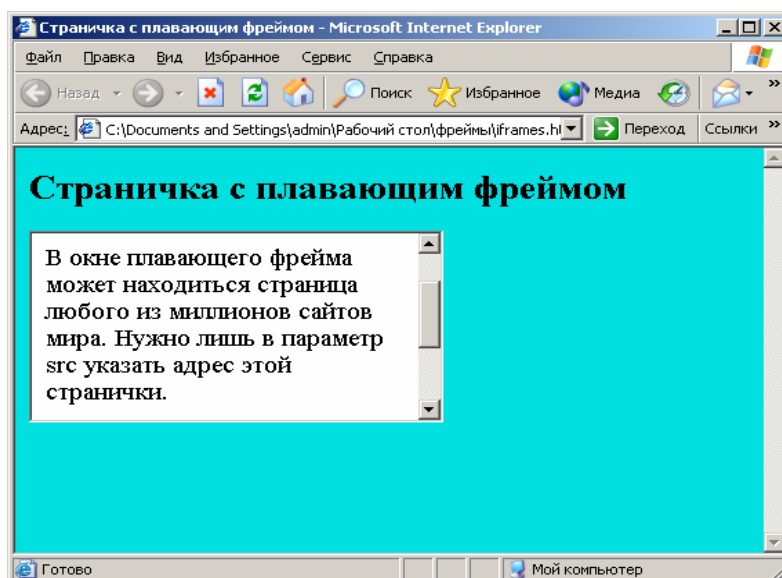 Страничка с плавающим фреймом - Microsoft Internet Explorer
Файл Правка Вид Избранное Сервис Справка
Назад Поиск Избранное Медиа »
Адрес: C:\Documents and Settings\admin\Рабочий стол\фреймы\iframes.ht Переход Ссылки »
Страничка с плавающим фреймом
В окне плавающего фрейма
может находиться страница
любого из миллионов сайтов
мира. Нужно лишь в параметр
src указать адрес этой
странички.
Готово Мой компьютер